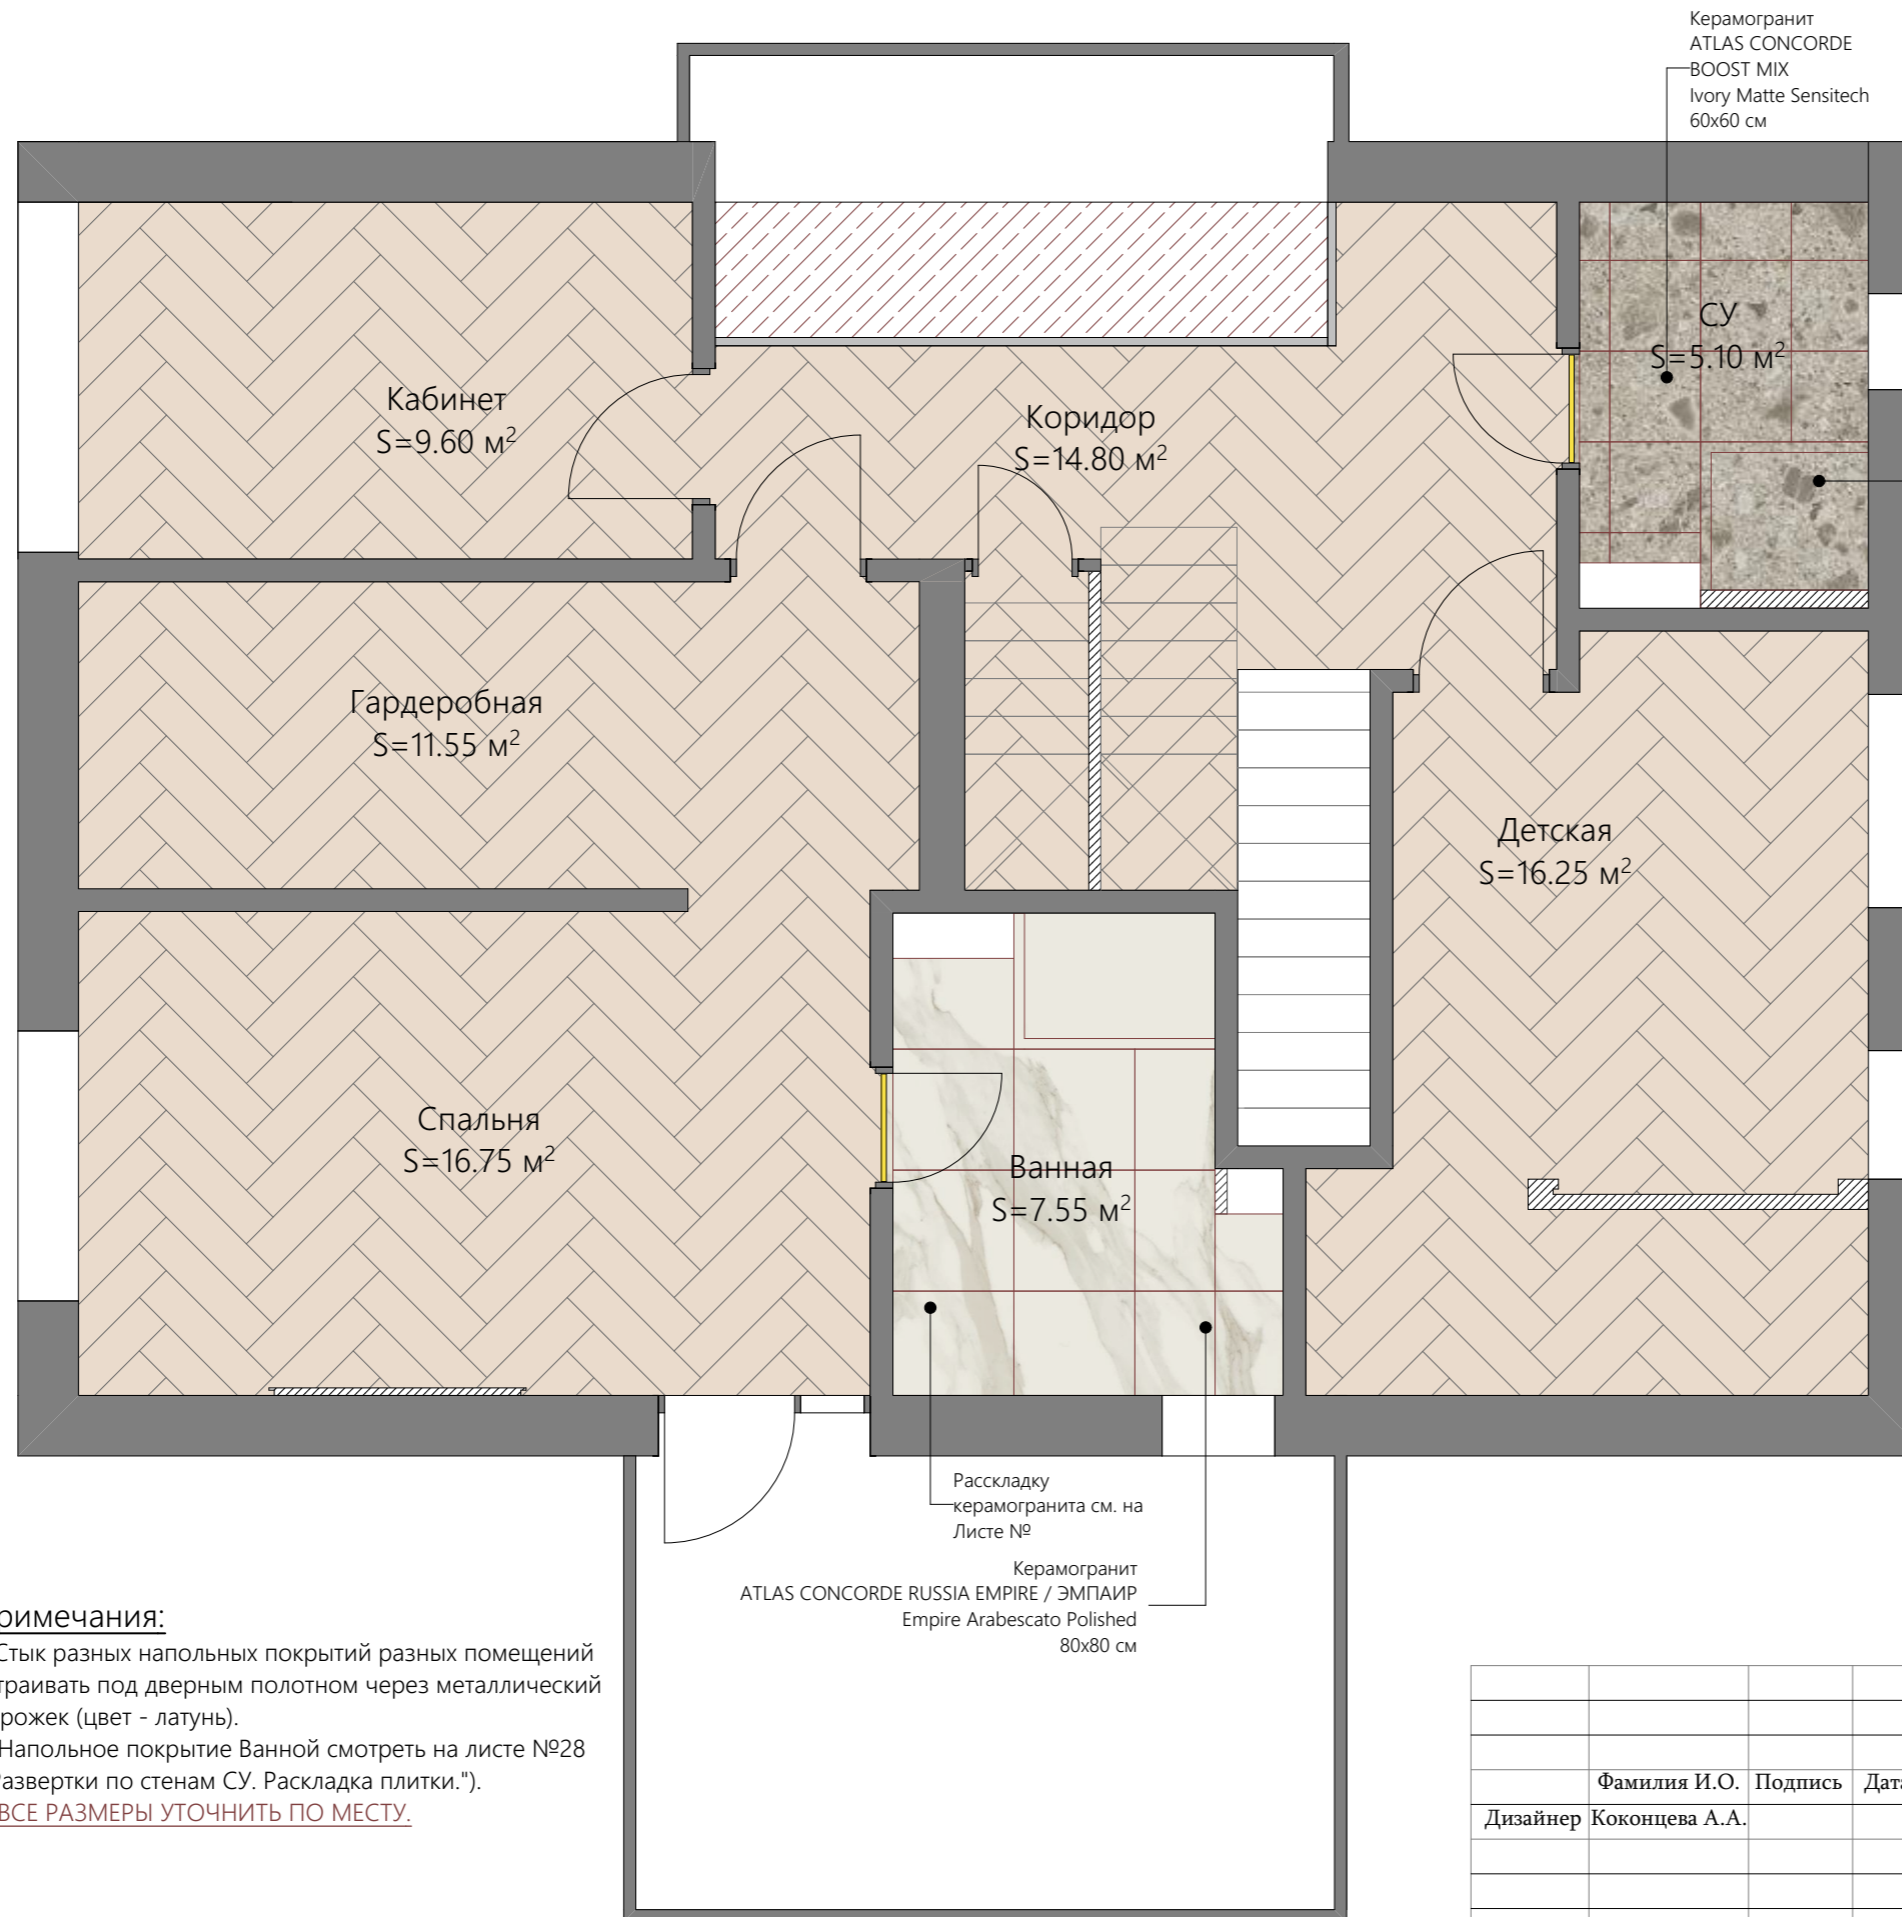 Керамогранит
ATLAS CONCORDE
BOOST MIX
Ivory Matte Sensitech
60x60 см
СУ
S=5.10 м²
Кабинет
S=9.60 м²
Коридор
S=14.80 м²
Гардеробная
S=11.55 м²
Детская
S=16.25 м²
Спальня
S=16.75 м²
Ванная
S=7.55 м²
Расскладку
керамогранита см. на
Листе №
Керамогранит
ATLAS CONCORDE RUSSIA EMPIRE / ЭМПАИР
Empire Arabescato Polished
80x80 см
римечания:
Стык разных напольных покрытий разных помещений
траивать под дверным полотном через металлический
рожек (цвет - латунь).
Напольное покрытие Ванной смотреть на листе №28
Развертки по стенам СУ. Раскладка плитки.").
ВСЕ РАЗМЕРЫ УТОЧНИТЬ ПО МЕСТУ.
Фамилия И.О. Подпись Дата
Дизайнер Коконцева А.А.